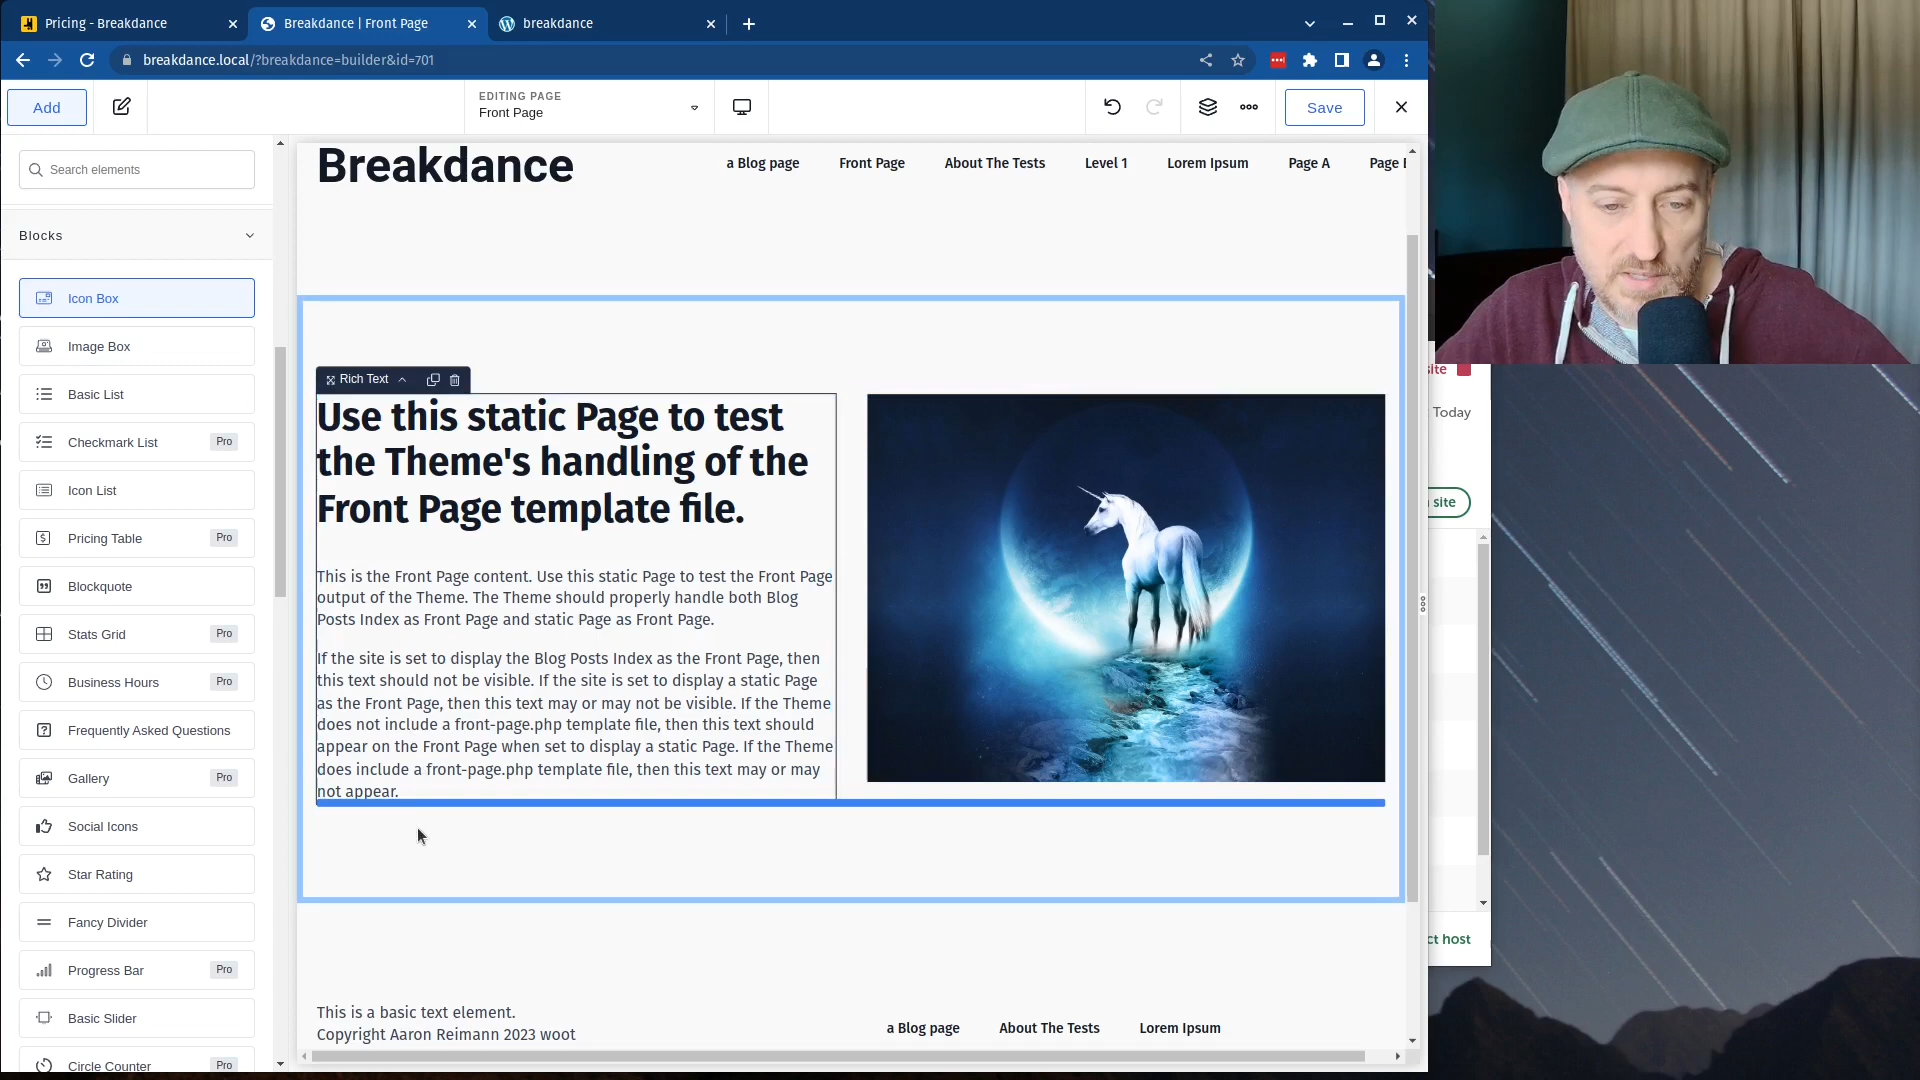 Pricing - Breakdance
Breakdance | Front Page
breakdance
breakdance.local/?breakdance=builder&id=701
Add
EDITING PAGE
Front Page
Save
Search elements
Blocks
Icon Box
Image Box
Basic List
Checkmark List Pro
Icon List
Pricing Table Pro
Blockquote
Stats Grid Pro
Business Hours Pro
Frequently Asked Questions
Gallery Pro
Social Icons
Star Rating
Fancy Divider
Progress Bar Pro
Basic Slider
Circle Counter Pro
Breakdance
a Blog page
Front Page
About The Tests
Level 1
Lorem Ipsum
Page A
Page
Rich Text
Use this static Page to test
the Theme's handling of the
Front Page template file.
This is the Front Page content. Use this static Page to test the Front Page
output of the Theme. The Theme should properly handle both Blog
Posts Index as Front Page and static Page as Front Page.
If the site is set to display the Blog Posts Index as the Front Page, then
this text should not be visible. If the site is set to display a static Page
as the Front Page, then this text may or may not be visible. If the Theme
does not include a front-page.php template file, then this text should
appear on the Front Page when set to display a static Page. If the Theme
does include a front-page.php template file, then this text may or may
not appear.
This is a basic text element.
Copyright Aaron Reimann 2023 woot
a Blog page
About The Tests
Lorem Ipsum
site
Today
site
ct host